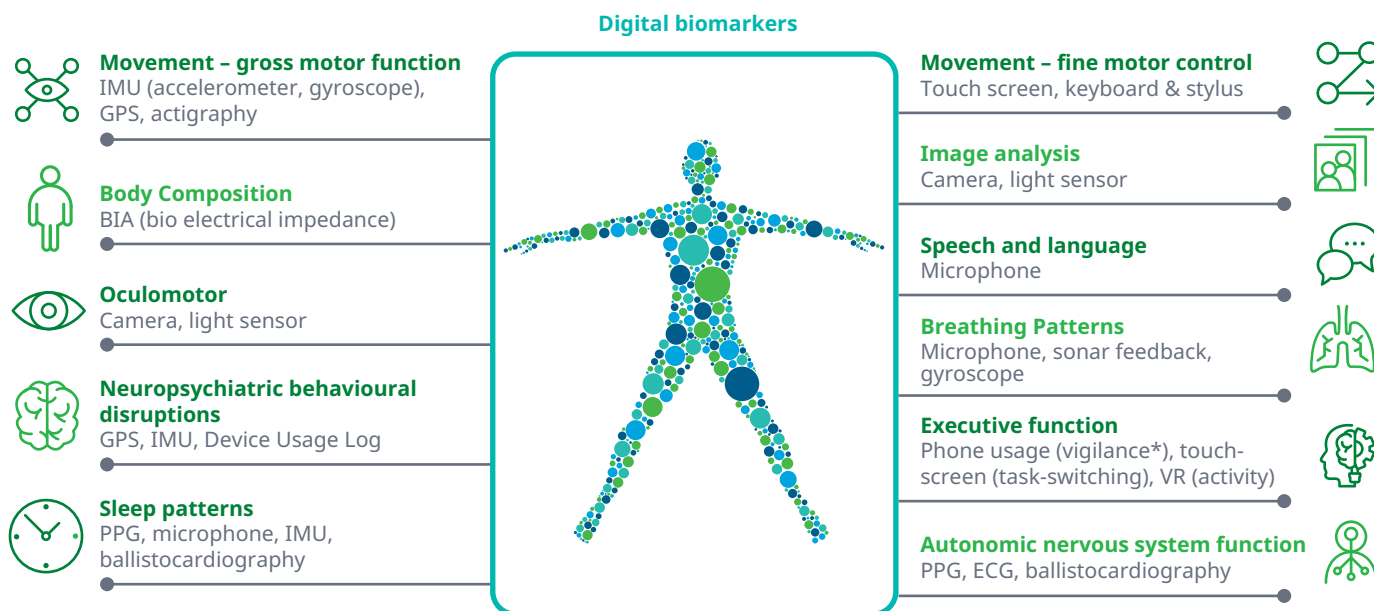 Digital biomarkers
Movement – gross motor function
IMU (accelerometer, gyroscope),
GPS, actigraphy
Body Composition
BIA (bio electrical impedance)
Oculomotor
Camera, light sensor
Neuropsychiatric behavioural
disruptions
GPS, IMU, Device Usage Log
Sleep patterns
PPG, microphone, IMU,
ballistocardiography
Movement – fine motor control
Touch screen, keyboard & stylus
Image analysis
Camera, light sensor
Speech and language
Microphone
Breathing Patterns
Microphone, sonar feedback,
gyroscope
Executive function
Phone usage (vigilance*), touch-
screen (task-switching), VR (activity)
Autonomic nervous system function
PPG, ECG, ballistocardiography